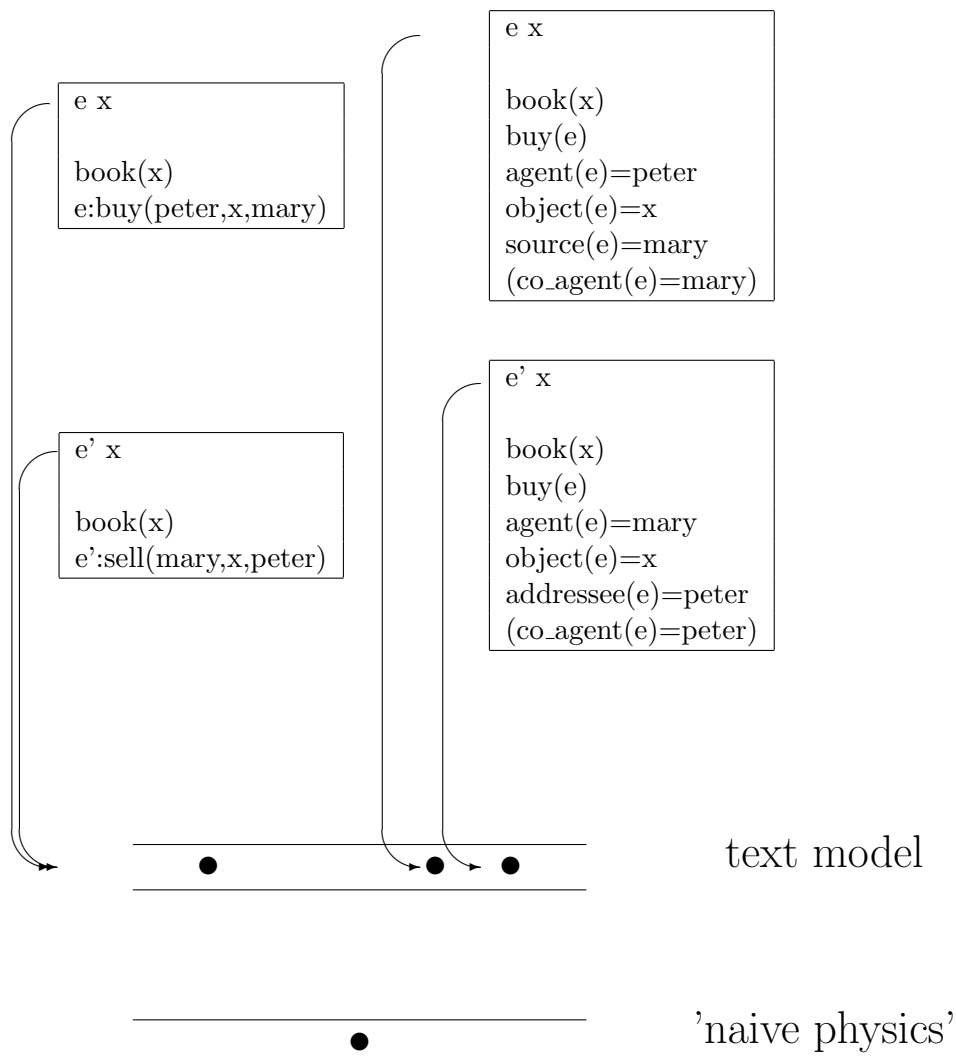 e x
book(x)
e:buy(peter,x,mary)
e' x
book(x)
e':sell(mary,x,peter)
e x
book(x)
buy(e)
agent(e)=peter
object(e)=x
source(e)=mary
(co_agent(e)=mary)
e' x
book(x)
buy(e)
agent(e)=mary
object(e)=x
addressee(e)=peter
(co_agent(e)=peter)
text model
'naive physics'